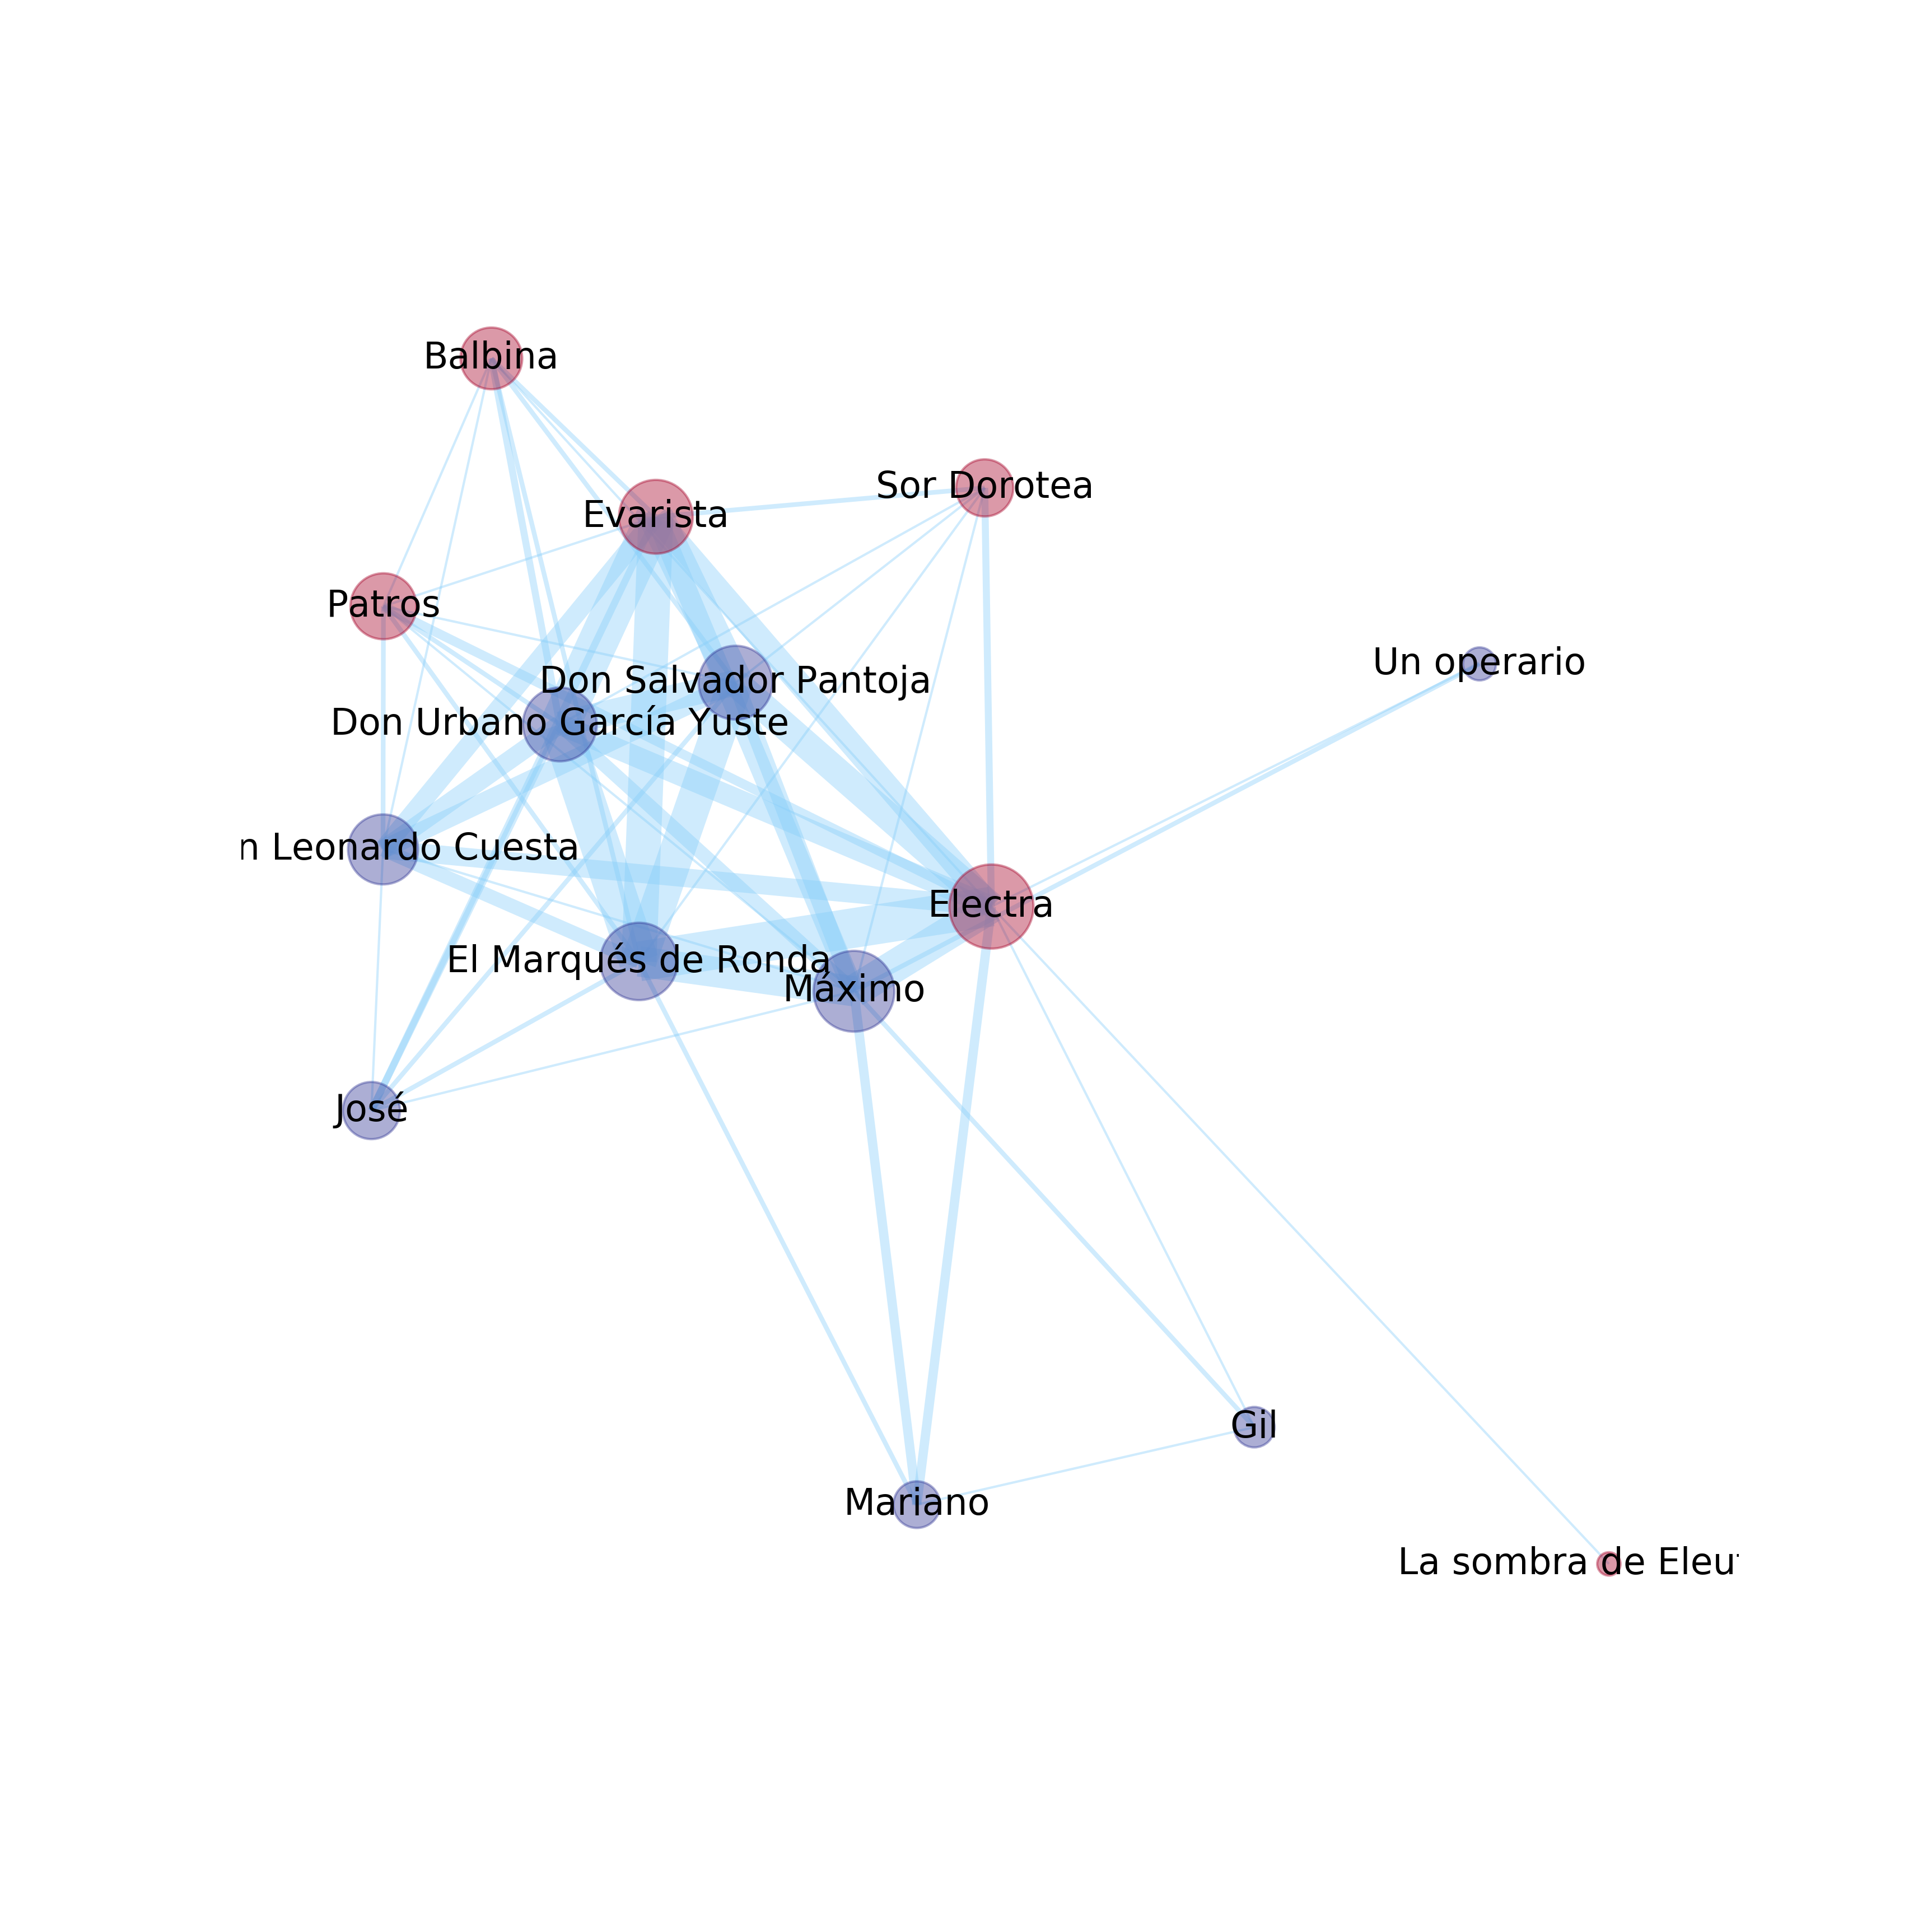 Balbina
Sor Dorotea
Evarista
Patros
Un operario
Don Salvador Pantoja
Don Urbano García Yuste
n Leonardo Cuesta
Electra
El Marqués de Ronda
Máximo
José
Gil
Mariano
La sombra de Eleu